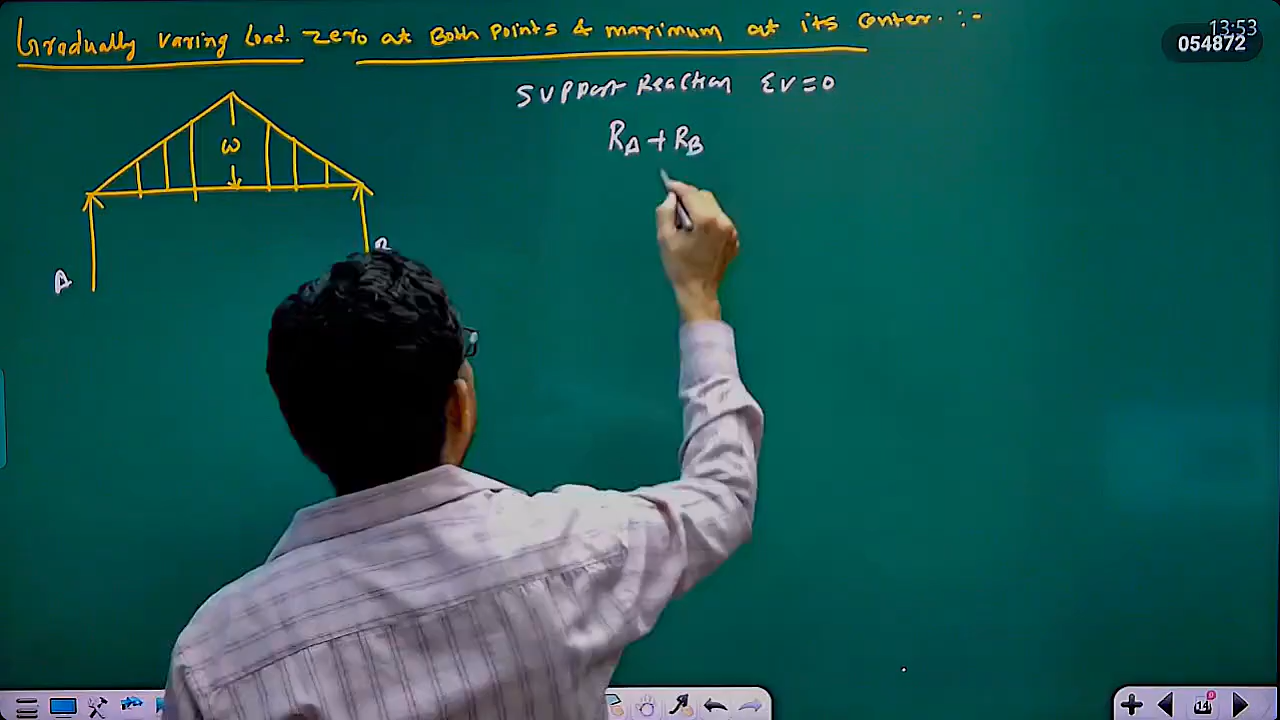 Gradually varing Load. Zero at Both Points & maximum at its Center. :-
13:53
054872
Support Reaction ΣV=0
RA+RB
ω
A
B
14